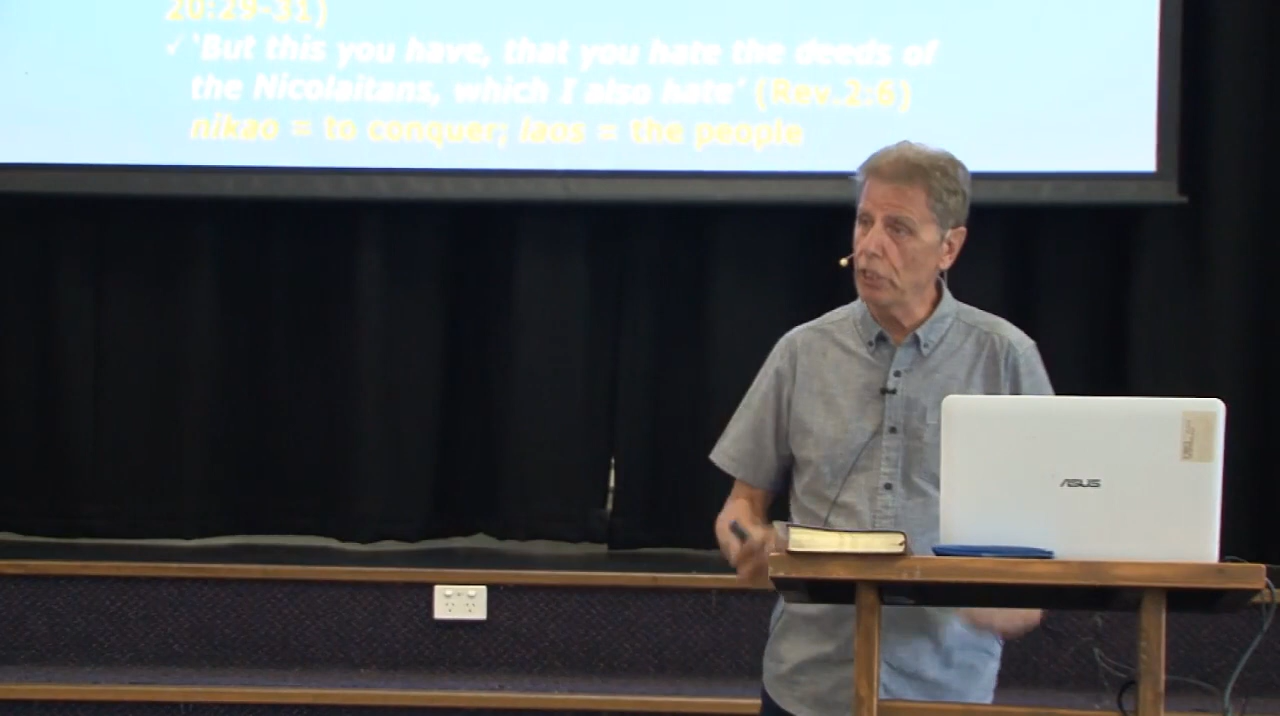 20:29-31)
✓ 'But this you have, that you hate the deeds of
the Nicolaitans, which I also hate' (Rev.2:6)
nikao = to conquer; laos = the people
ASUS